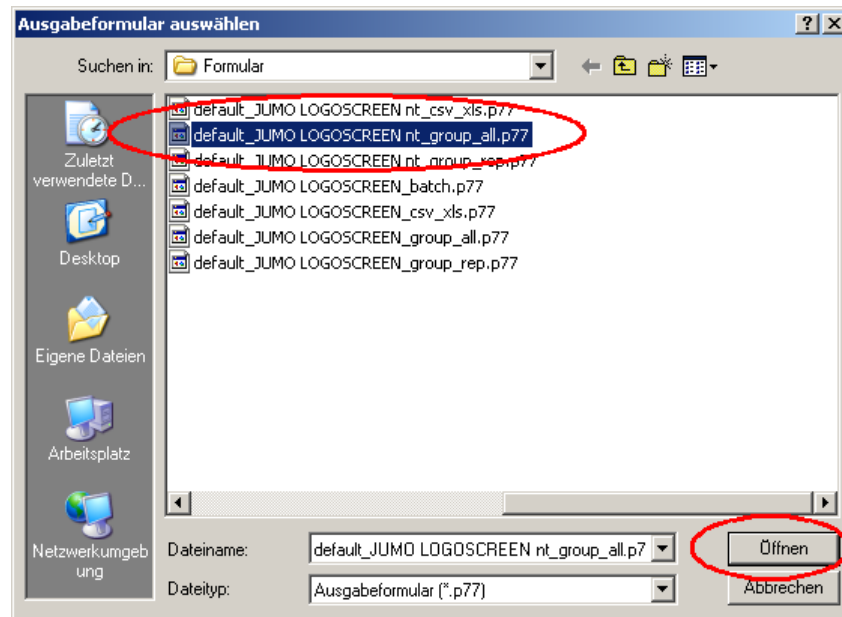 Ausgabeformular auswählen
Suchen in:
Formular
default_JUMO LOGOSCREEN nt_csv_xls.p77
default_JUMO LOGOSCREEN nt_group_all.p77
default_JUMO LOGOSCREEN nt_group_rep.p77
default_JUMO LOGOSCREEN_batch.p77
default_JUMO LOGOSCREEN_csv_xls.p77
default_JUMO LOGOSCREEN_group_all.p77
default_JUMO LOGOSCREEN_group_rep.p77
Zuletzt
verwendete D...
Desktop
Eigene Dateien
Arbeitsplatz
Netzwerkumgeb
ung
Dateiname:
default_JUMO LOGOSCREEN nt_group_all.p7
Öffnen
Dateityp:
Ausgabeformular (*.p77)
Abbrechen